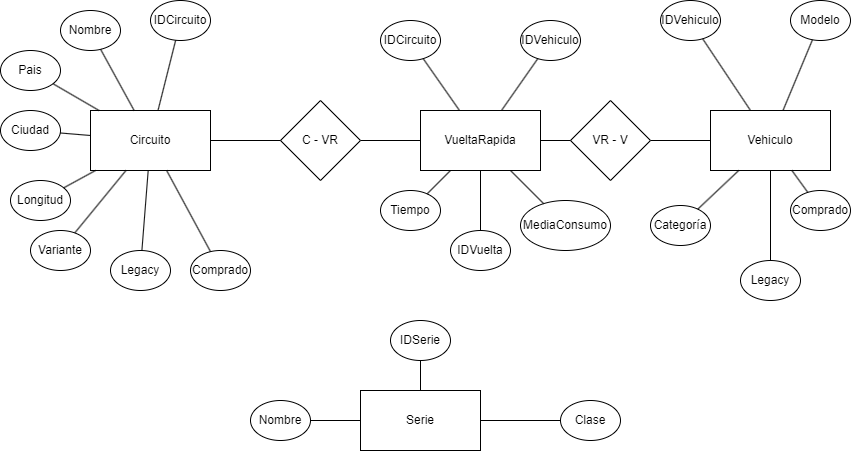 IDCircuito
Nombre
Pais
Ciudad
Circuito
Longitud
Variante
Legacy
Comprado
C - VR
IDCircuito
IDVehiculo
VueltaRapida
Tiempo
IDVuelta
MediaConsumo
VR - V
IDVehiculo
Modelo
Vehiculo
Categoría
Legacy
Comprado
IDSerie
Nombre
Serie
Clase